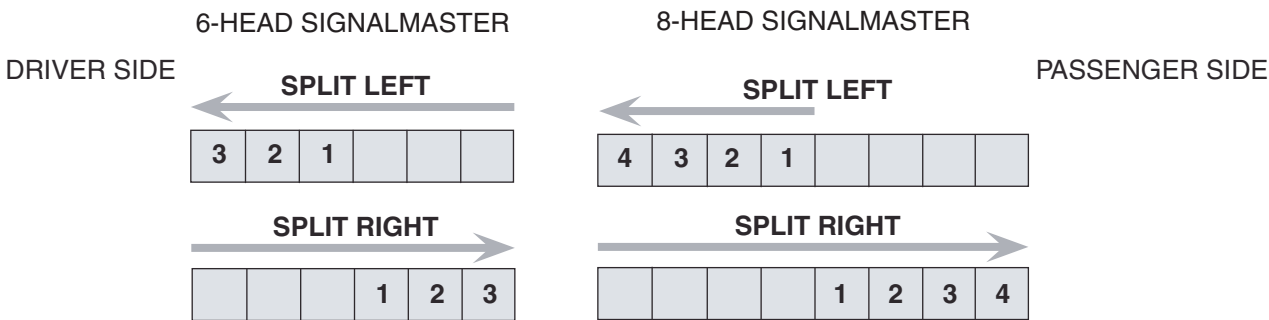 6-HEAD SIGNALMASTER 8-HEAD SIGNALMASTER
DRIVER SIDE PASSENGER SIDE
SPLIT LEFT SPLIT LEFT
3 2 1 4 3 2 1
SPLIT RIGHT SPLIT RIGHT
1 2 3 1 2 3 4